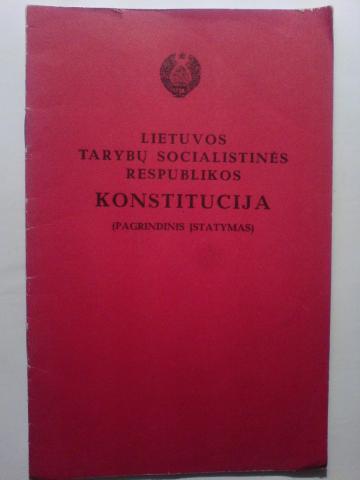 LIETUVOS
TARYBŲ SOCIALISTINĖS
RESPUBLIKOS
KONSTITUCIJA
(PAGRINDINIS ĮSTATYMAS)